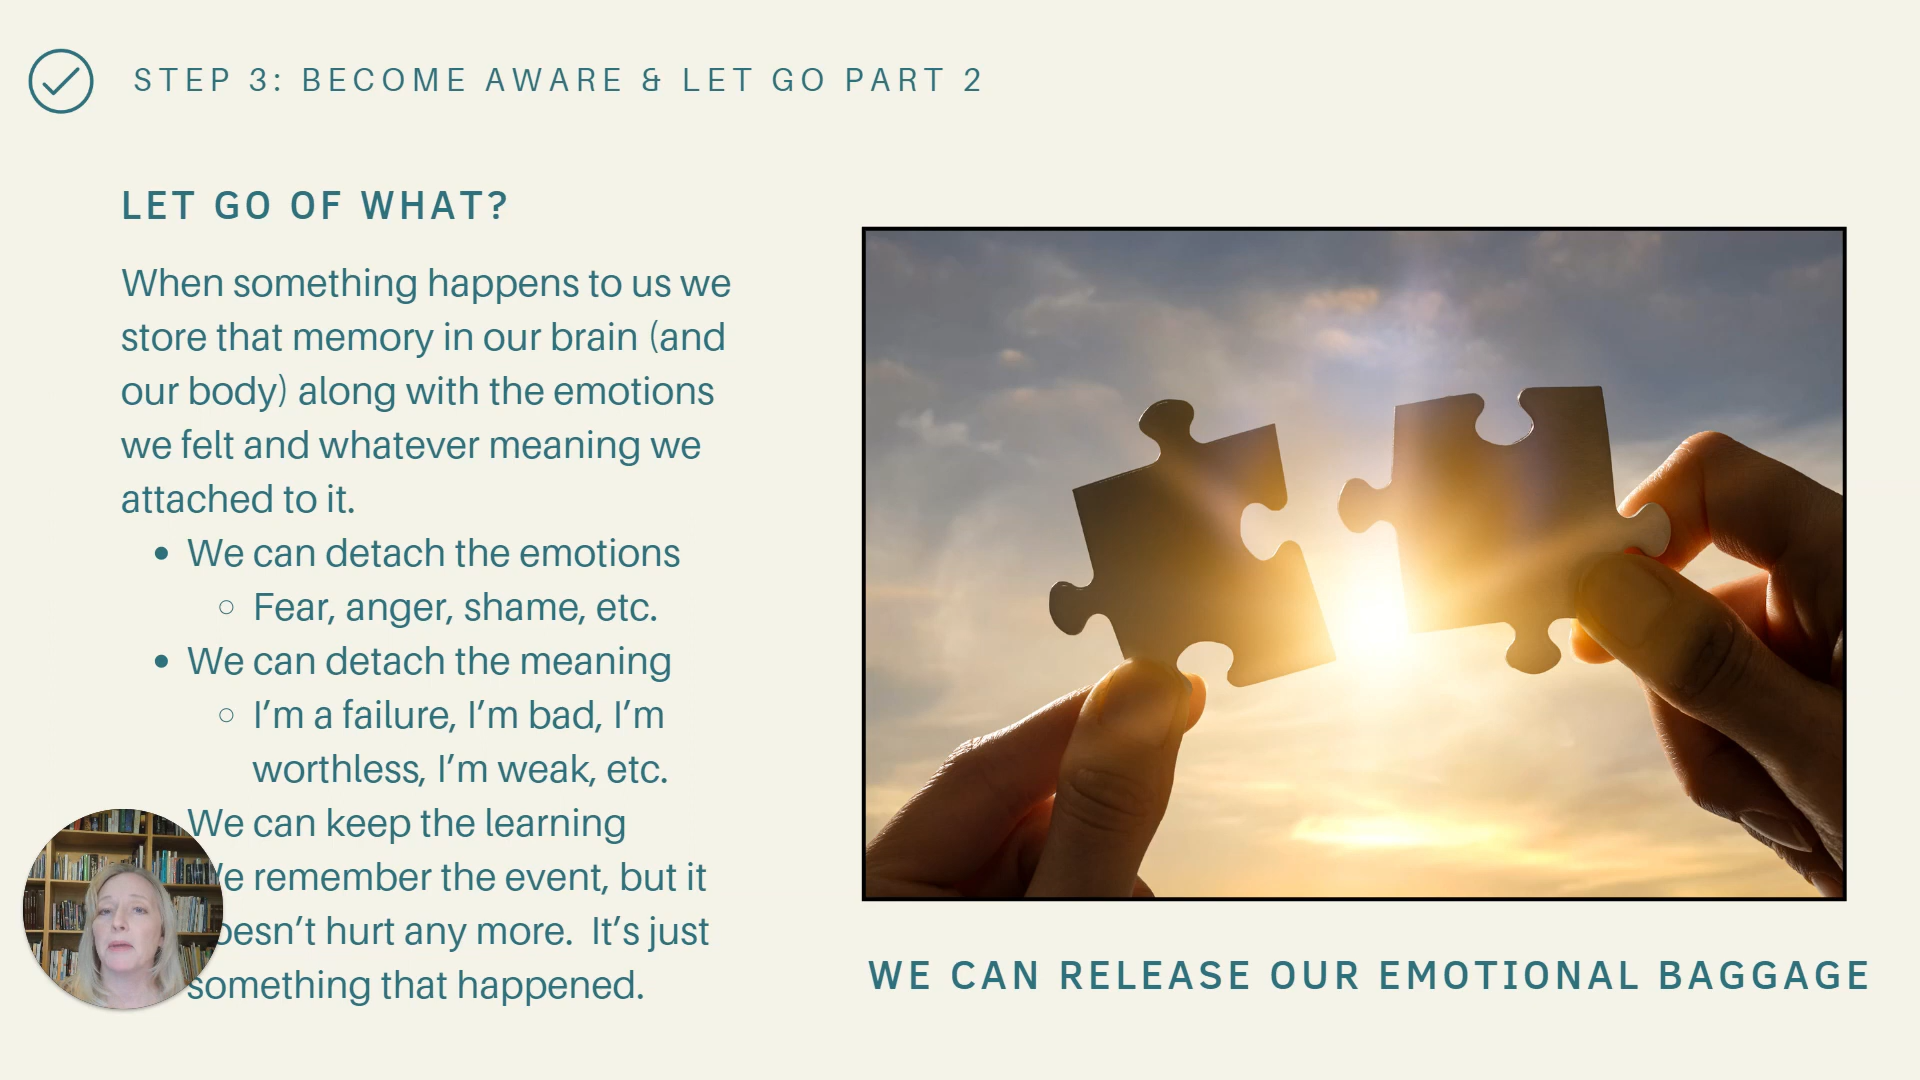 STEP 3: BECOME AWARE & LET GO PART 2
LET GO OF WHAT?
When something happens to us we
store that memory in our brain (and
our body) along with the emotions
we felt and whatever meaning we
attached to it.
• We can detach the emotions
○ Fear, anger, shame, etc.
• We can detach the meaning
○ I'm a failure, I'm bad, I'm
worthless, I'm weak, etc.
We can keep the learning
We remember the event, but it
doesn't hurt any more. It's just
something that happened.
WE CAN RELEASE OUR EMOTIONAL BAGGAGE